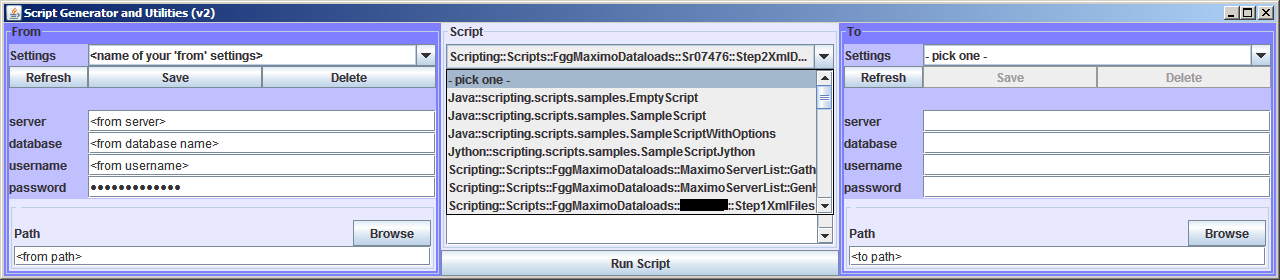 Script Generator and Utilities (v2)
From
Settings
<name of your 'from' settings>
Refresh
Save
Delete
server
<from server>
database
<from database name>
username
<from username>
password
•••••••••••••
Path
Browse
<from path>
Script
Scripting::Scripts::FggMaximoDataloads::Sr07476::Step2XmlD...
- pick one -
Java::scripting.scripts.samples.EmptyScript
Java::scripting.scripts.samples.SampleScript
Java::scripting.scripts.samples.SampleScriptWithOptions
Jython::scripting.scripts.samples.SampleScriptJython
Scripting::Scripts::FggMaximoDataloads::MaximoServerList::Gath
Scripting::Scripts::FggMaximoDataloads::MaximoServerList::GenH
Scripting::Scripts::FggMaximoDataloads:: ::Step1XmlFiles
Run Script
To
Settings
- pick one -
Refresh
Save
Delete
server
database
username
password
Path
Browse
<to path>